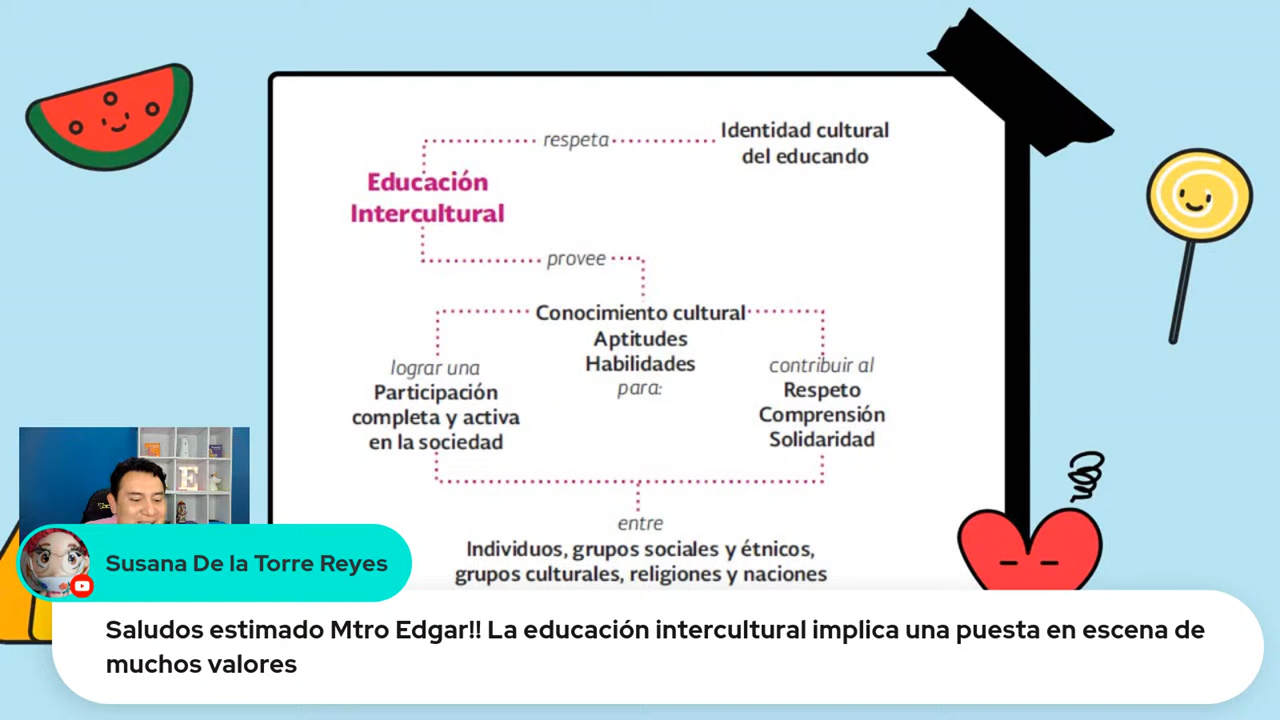 respeta
Identidad cultural
del educando
Educación
Intercultural
provee
Conocimiento cultural
Aptitudes
Habilidades
para:
lograr una
Participación
completa y activa
en la sociedad
contribuir al
Respeto
Comprensión
Solidaridad
entre
Individuos, grupos sociales y étnicos,
grupos culturales, religiones y naciones
E
Susana De la Torre Reyes
Saludos estimado Mtro Edgar!! La educación intercultural implica una puesta en escena de
muchos valores